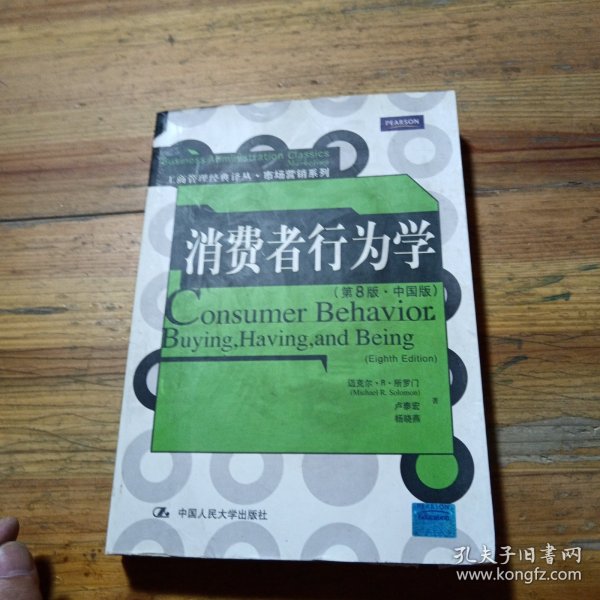 PEARSON
Business Administration Classics
Marketing
工商管理经典译丛·市场营销系列
消费者行为学
(第8版·中国版)
Consumer Behavior:
Buying, Having, and Being
(Eighth Edition)
迈克尔·R·所罗门
(Michael R. Solomon)
卢泰宏
著
杨晓燕
中国人民大学出版社
PEARSON
Education
孔夫子旧书网
www.kongfz.com